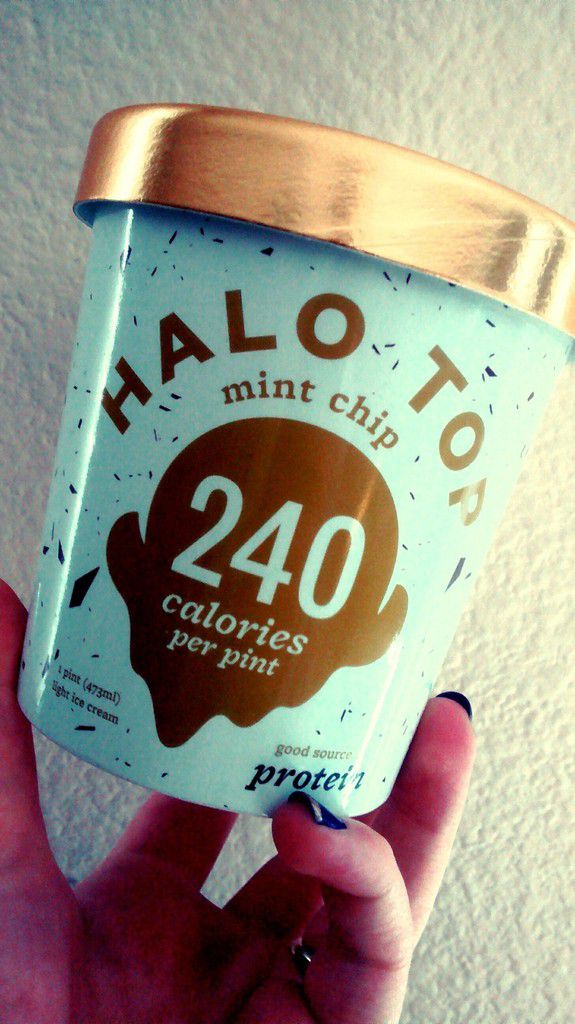 HALO TOP
mint chip
240
calories
per pint
1 pint (473ml)
light ice cream
good source
protein